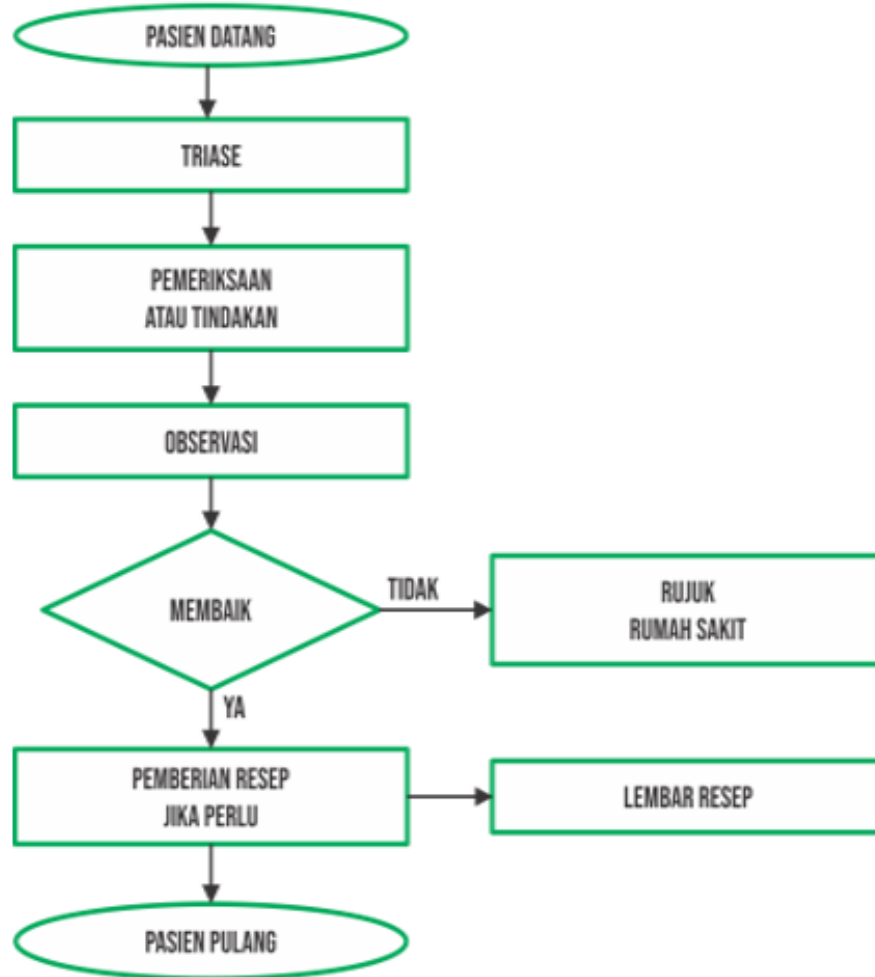 PASIEN DATANG
TRIASE
PEMERIKSAAN
ATAU TINDAKAN
OBSERVASI
MEMBAIK
TIDAK
RUJUK
RUMAH SAKIT
YA
PEMBERIAN RESEP
JIKA PERLU
LEMBAR RESEP
PASIEN PULANG